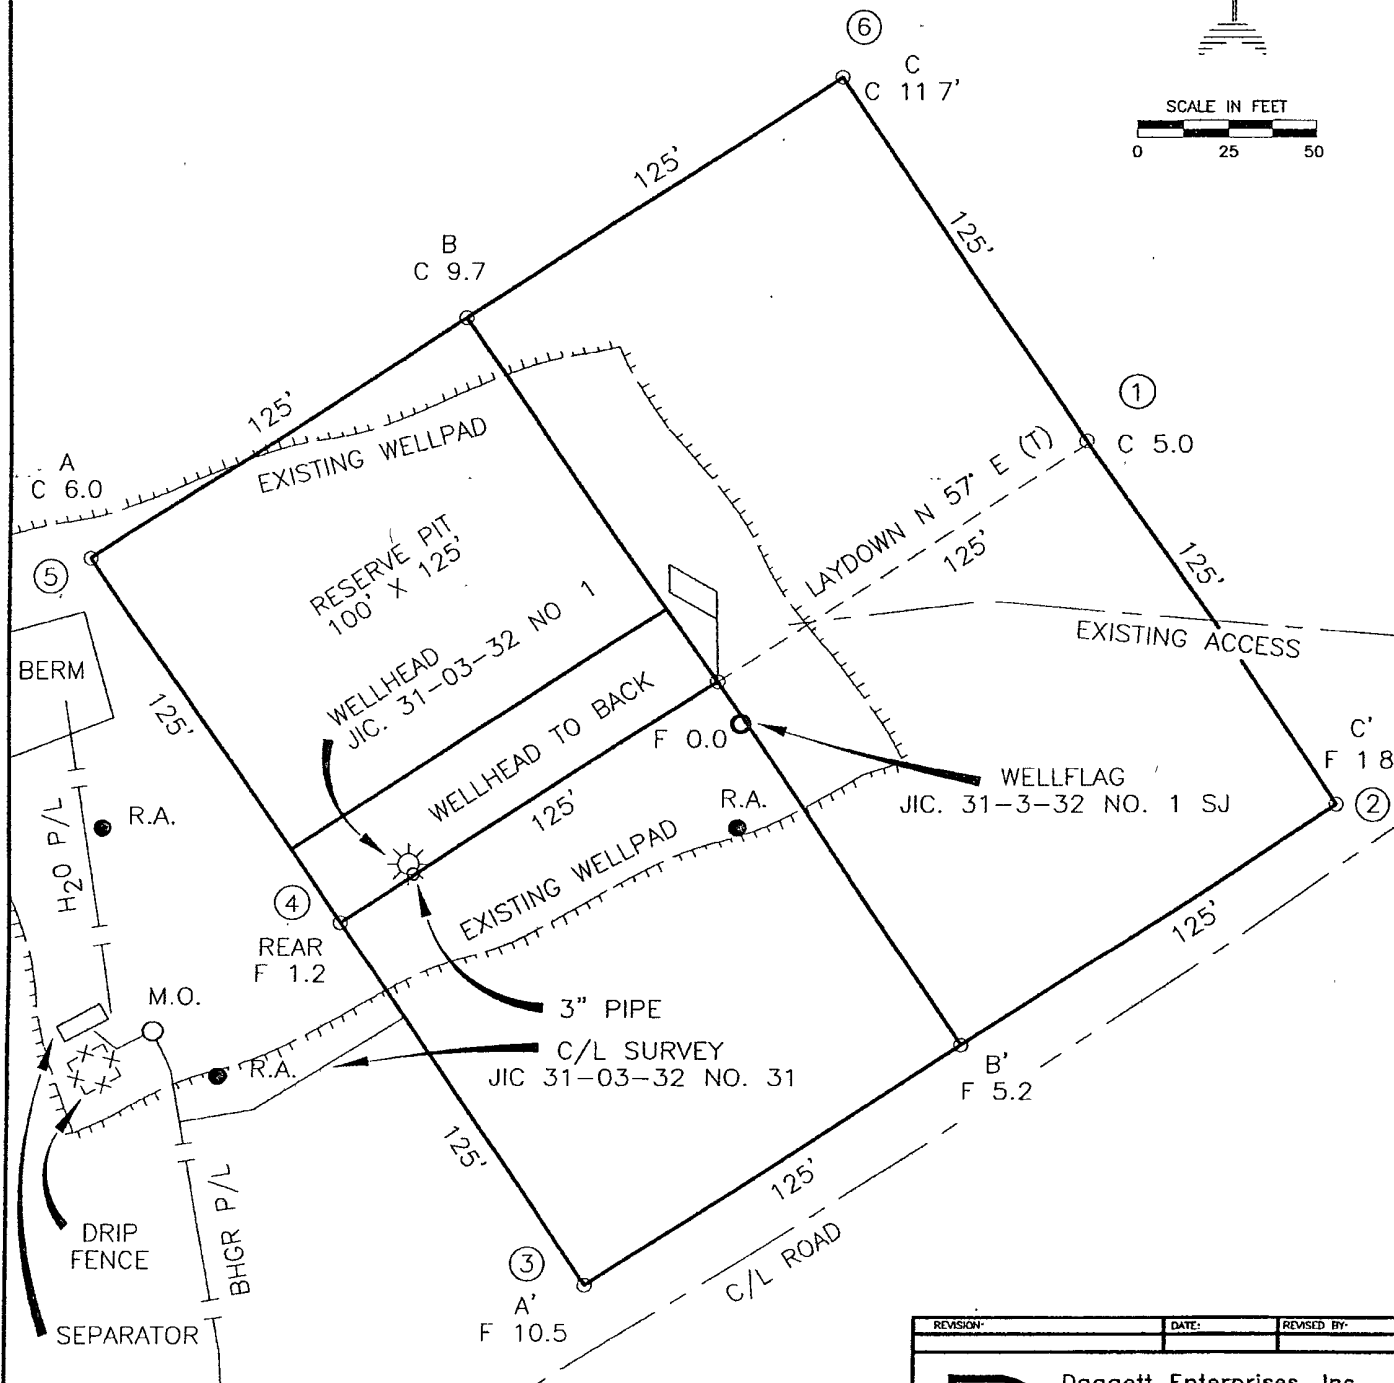 6
C
C 11 7'
SCALE IN FEET
0 25 50
125'
125'
B
C 9.7
1
C 5.0
125'
EXISTING WELLPAD
A
C 6.0
LAYDOWN N 57° E (T)
125'
125'
5
RESERVE PIT
100' X 125'
EXISTING ACCESS
BERM
WELLHEAD
JIC. 31-03-32 NO 1
125'
WELLHEAD TO BACK
F 0.0
C'
F 1 8
2
WELLFLAG
JIC. 31-3-32 NO. 1 SJ
R.A.
125'
R.A.
H2O P/L
EXISTING WELLPAD
4
REAR
F 1.2
125'
M.O.
3" PIPE
C/L SURVEY
JIC 31-03-32 NO. 31
R.A.
B'
F 5.2
125'
125'
DRIP
FENCE
BHGR P/L
C/L ROAD
3
A'
F 10.5
SEPARATOR
REVISION: DATE: REVISED BY:
Daggett Enterprises, Inc